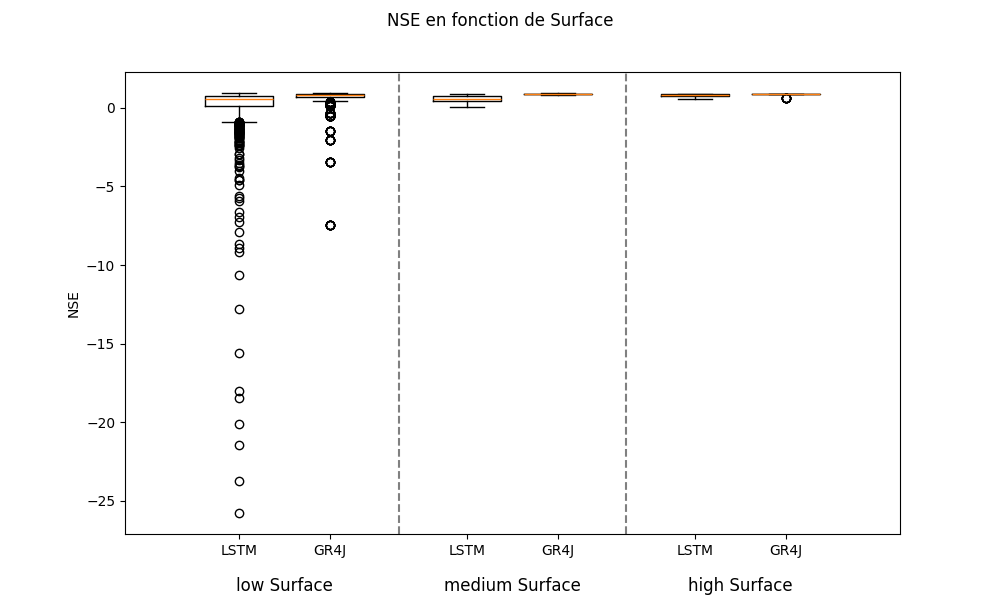 NSE en fonction de Surface
NSE
0
−5
−10
−15
−20
−25
LSTM GR4J LSTM GR4J LSTM GR4J
low Surface medium Surface high Surface